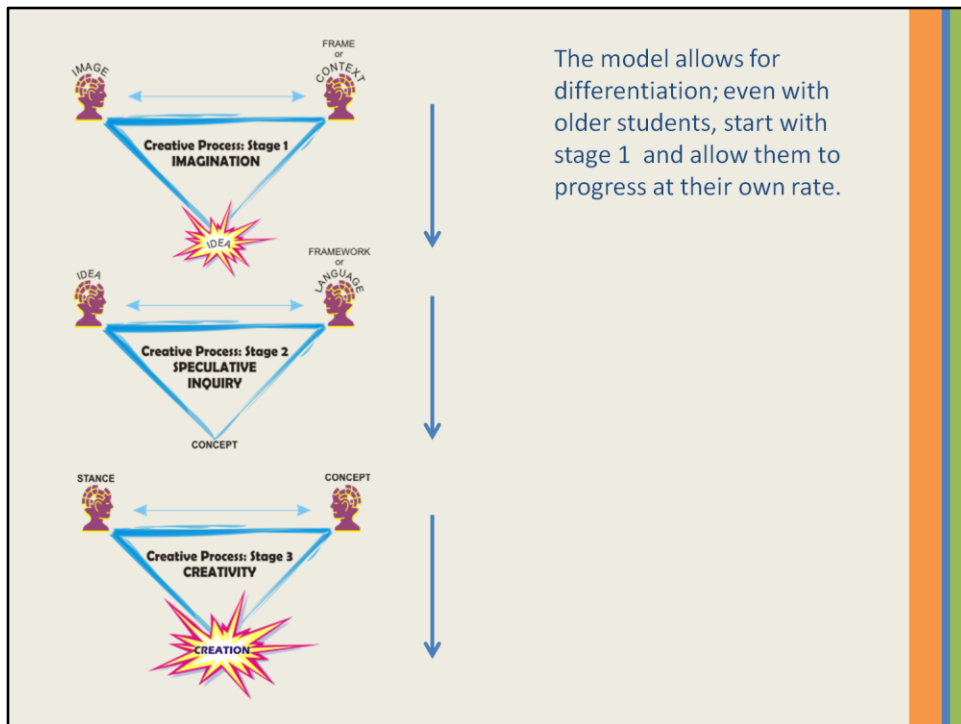 FRAME
or
IMAGE
CONTEXT
Creative Process: Stage 1
IMAGINATION
IDEA
FRAMEWORK
or
IDEA
LANGUAGE
Creative Process: Stage 2
SPECULATIVE
INQUIRY
CONCEPT
STANCE
CONCEPT
Creative Process: Stage 3
CREATIVITY
CREATION
The model allows for
differentiation; even with
older students, start with
stage 1 and allow them to
progress at their own rate.